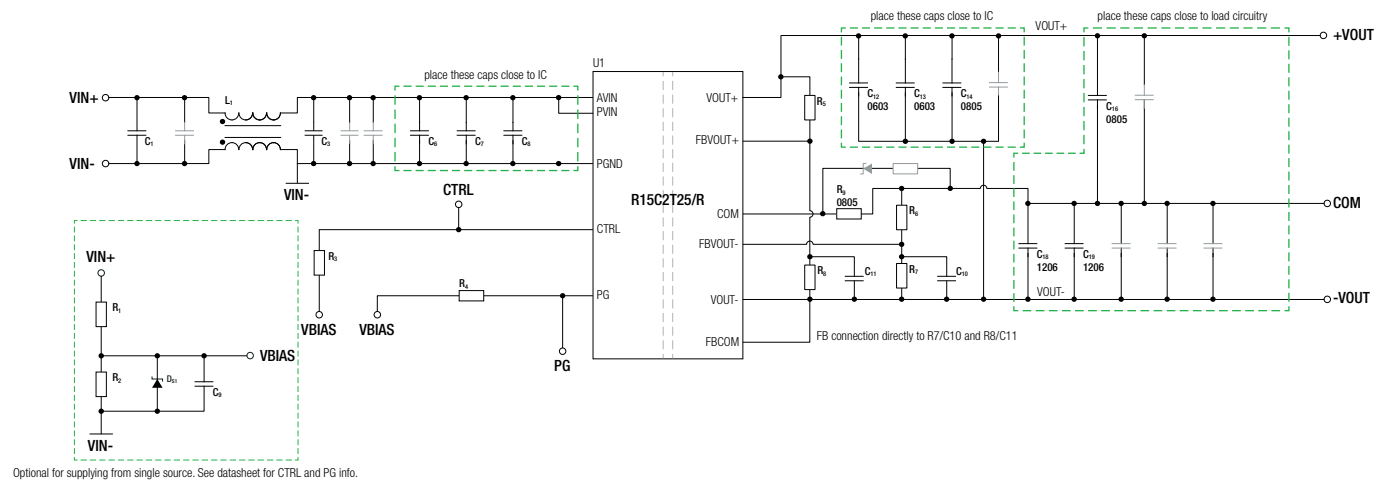 place these caps close to IC
place these caps close to load circuitry
VOUT+
+VOUT
U1
place these caps close to IC
VIN+
L₁
AVIN
PVIN
VOUT+
R₅
C₁₂
0603
C₁₃
0603
C₁₄
0805
C₁₆
0805
C₁
C₃
C₆
C₇
C₈
FBVOUT+
VIN-
PGND
VIN-
CTRL
R15C2T25/R
R₉
0805
COM
R₆
COM
CTRL
FBVOUT-
VIN+
R₃
R₈
C₁₁
R₇
C₁₀
C₁₈
1206
C₁₉
1206
R₄
PG
VOUT-
VOUT-
-VOUT
R₁
VBIAS
VBIAS
FBCOM
FB connection directly to R7/C10 and R8/C11
VBIAS
PG
R₂
DS1
C₉
VIN-
Optional for supplying from single source. See datasheet for CTRL and PG info.